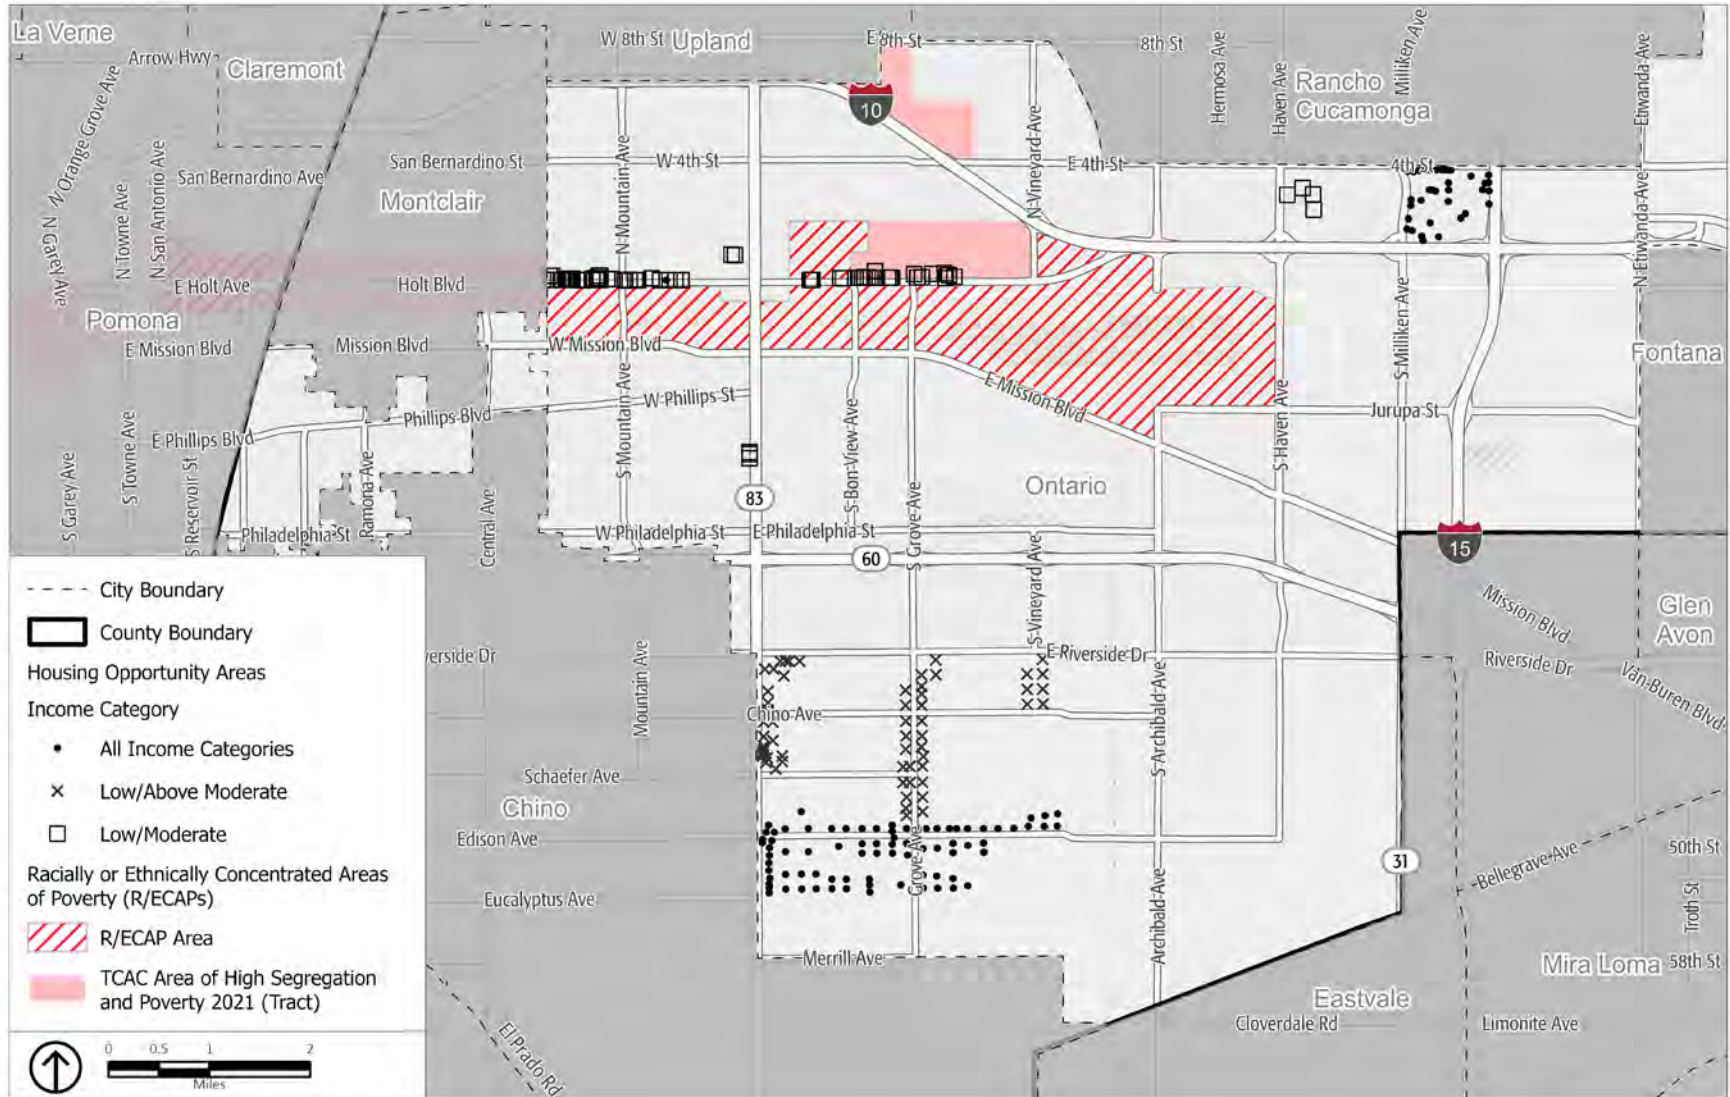 La Verne
Arrow Hwy
Claremont
W 8th St
Upland
E 8th St
8th St
Hermosa Ave
Haven Ave
Milliken Ave
Etiwanda Ave
Rancho
Cucamonga
10
N Orange Grove Ave
N Garey Ave
N Towne Ave
N San Antonio Ave
San Bernardino Ave
San Bernardino St
Montclair
N Mountain Ave
W 4th St
N Vineyard Ave
E 4th St
4th St
N Etiwanda Ave
E Holt Ave
Holt Blvd
Pomona
E Mission Blvd
Mission Blvd
W Mission Blvd
E Mission Blvd
S Milliken Ave
Fontana
W Phillips St
Phillips Blvd
E Phillips Blvd
S Mountain Ave
S Bon View Ave
S Grove Ave
S Haven Ave
Jurupa St
S Garey Ave
S Towne Ave
S Reservoir St
Ramona Ave
Central Ave
Ontario
83
Philadelphia St
W Philadelphia St
E Philadelphia St
60
15
S Vineyard Ave
Mission Blvd
Glen
Avon
verside Dr
E Riverside Dr
Riverside Dr
Van Buren Blvd
Mountain Ave
Chino Ave
S Archibald Ave
Schaefer Ave
Chino
Edison Ave
Grove Ave
31
Bellegrave Ave
50th St
Troth St
Eucalyptus Ave
Archibald Ave
Merrill Ave
Mira Loma
58th St
Eastvale
Cloverdale Rd
Limonite Ave
El Prado Rd
City Boundary
County Boundary
Housing Opportunity Areas
Income Category
All Income Categories
Low/Above Moderate
Low/Moderate
Racially or Ethnically Concentrated Areas
of Poverty (R/ECAPs)
R/ECAP Area
TCAC Area of High Segregation
and Poverty 2021 (Tract)
0 0.5 1 2
Miles